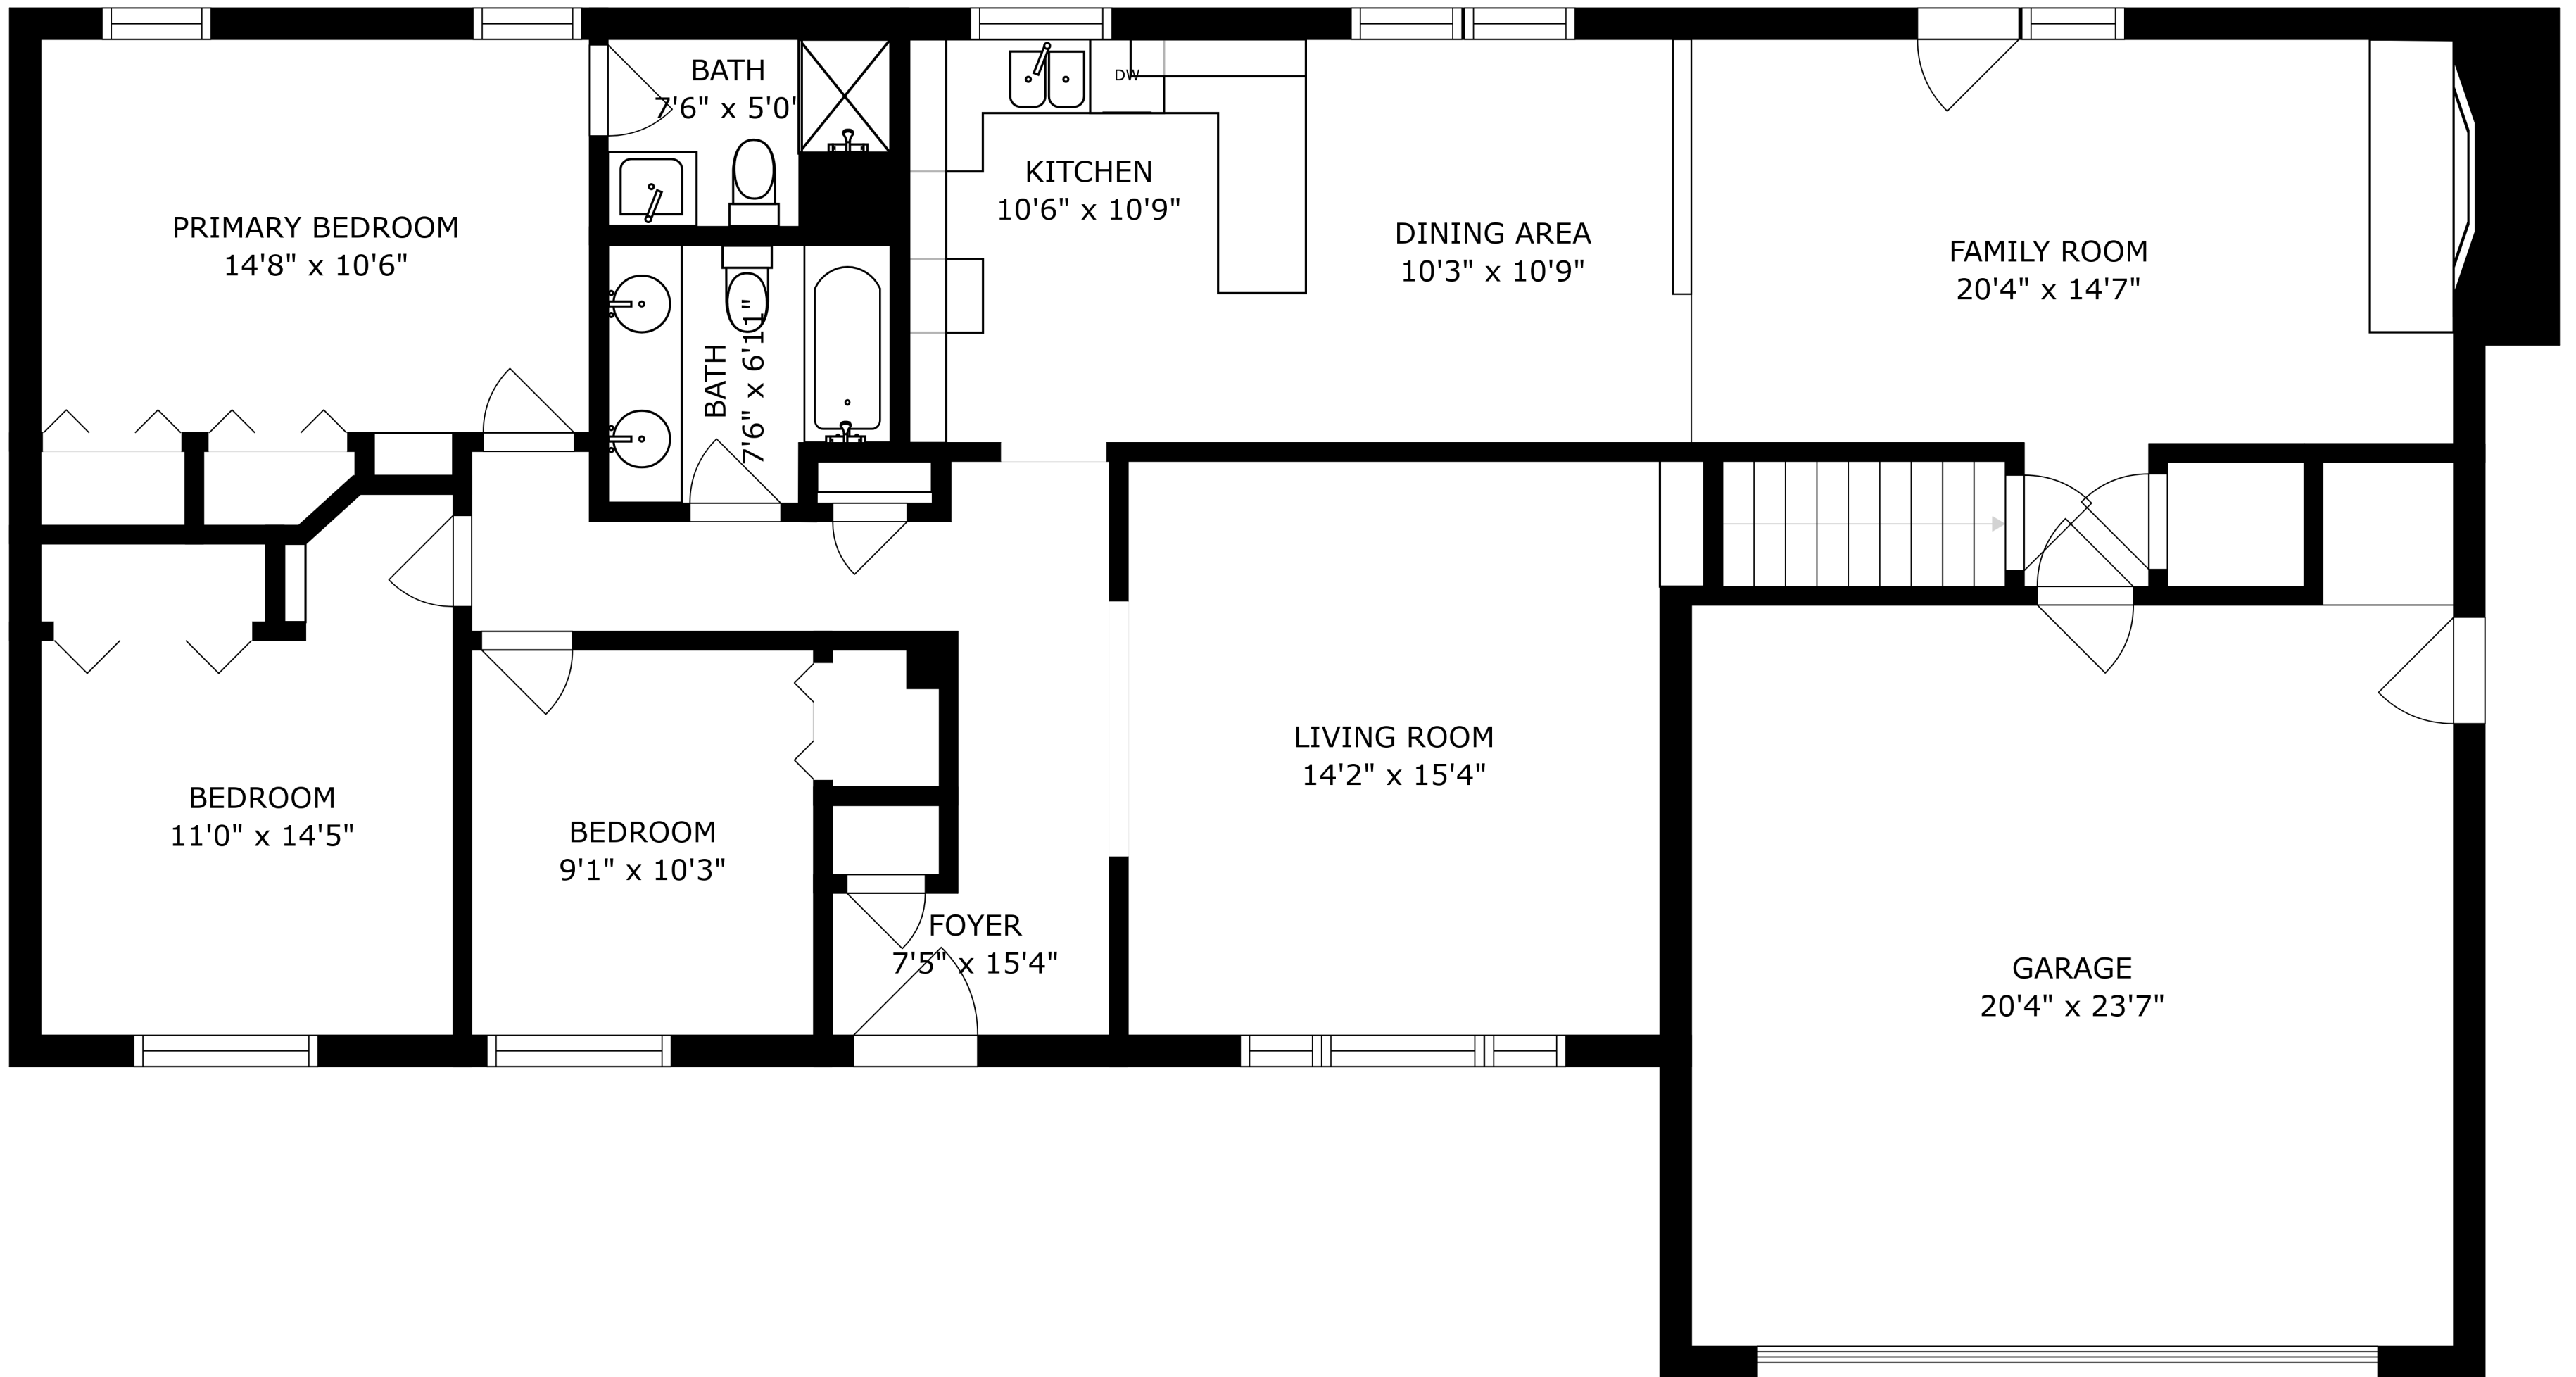 BATH
7'6" x 5'0"
DW
KITCHEN
10'6" x 10'9"
PRIMARY BEDROOM
14'8" x 10'6"
DINING AREA
10'3" x 10'9"
FAMILY ROOM
20'4" x 14'7"
BATH
7'6" x 6'11"
LIVING ROOM
14'2" x 15'4"
BEDROOM
11'0" x 14'5"
BEDROOM
9'1" x 10'3"
FOYER
7'5" x 15'4"
GARAGE
20'4" x 23'7"